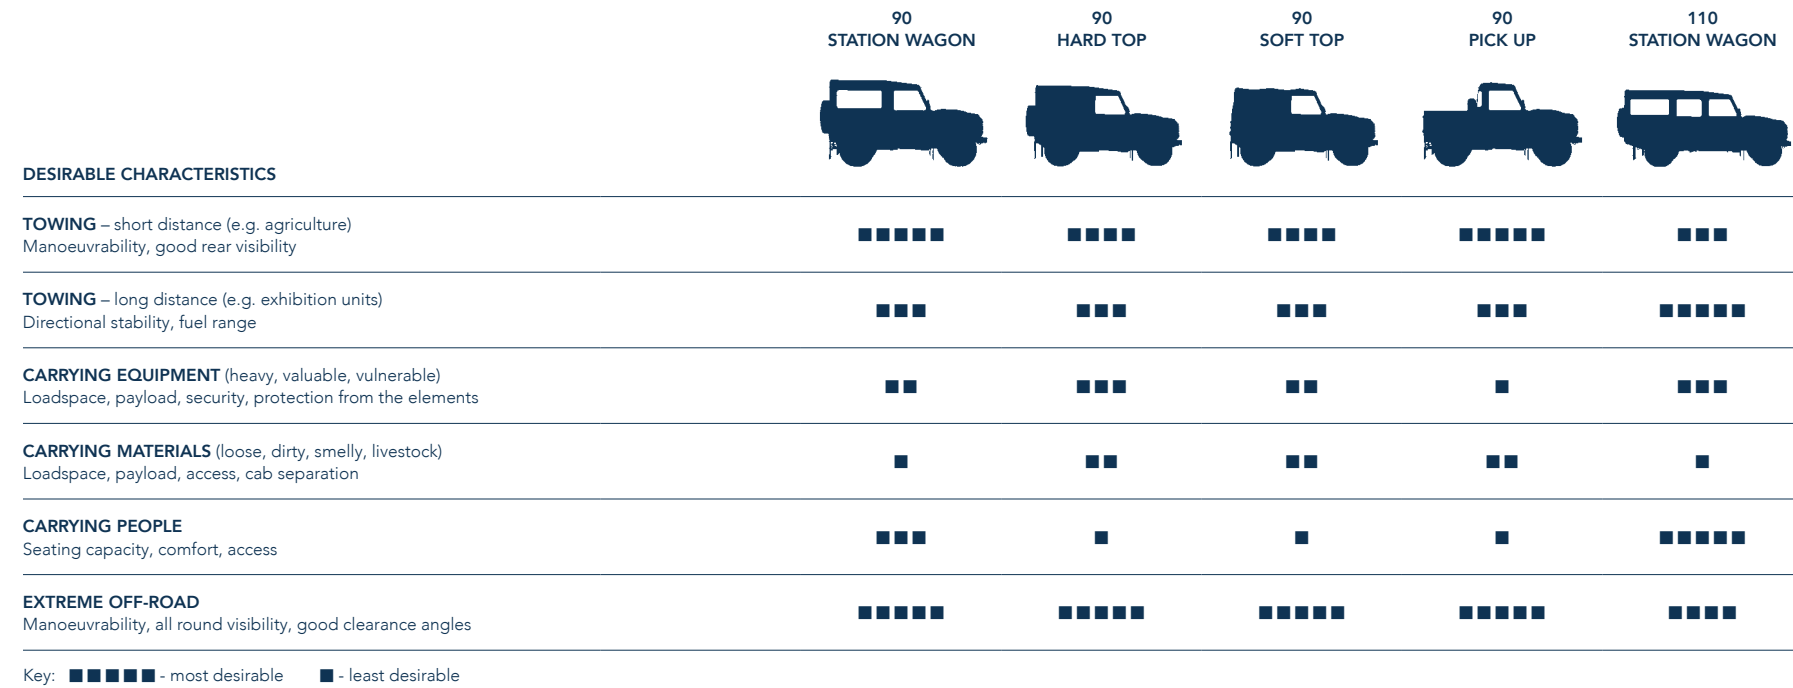 90 90 90 90 110
STATION WAGON HARD TOP SOFT TOP PICK UP STATION WAGON
DESIRABLE CHARACTERISTICS
TOWING – short distance (e.g. agriculture)
Manoeuvrability, good rear visibility
■■■■■ ■■■■ ■■■■ ■■■■■ ■■■
TOWING – long distance (e.g. exhibition units)
Directional stability, fuel range
■■■ ■■■ ■■■ ■■■ ■■■■■
CARRYING EQUIPMENT (heavy, valuable, vulnerable)
Loadspace, payload, security, protection from the elements
■■ ■■■ ■■ ■ ■■■
CARRYING MATERIALS (loose, dirty, smelly, livestock)
Loadspace, payload, access, cab separation
■ ■■ ■■ ■■ ■
CARRYING PEOPLE
Seating capacity, comfort, access
■■■ ■ ■ ■ ■■■■■
EXTREME OFF-ROAD
Manoeuvrability, all round visibility, good clearance angles
■■■■■ ■■■■■ ■■■■■ ■■■■■ ■■■■
Key: ■■■■■ - most desirable ■ - least desirable